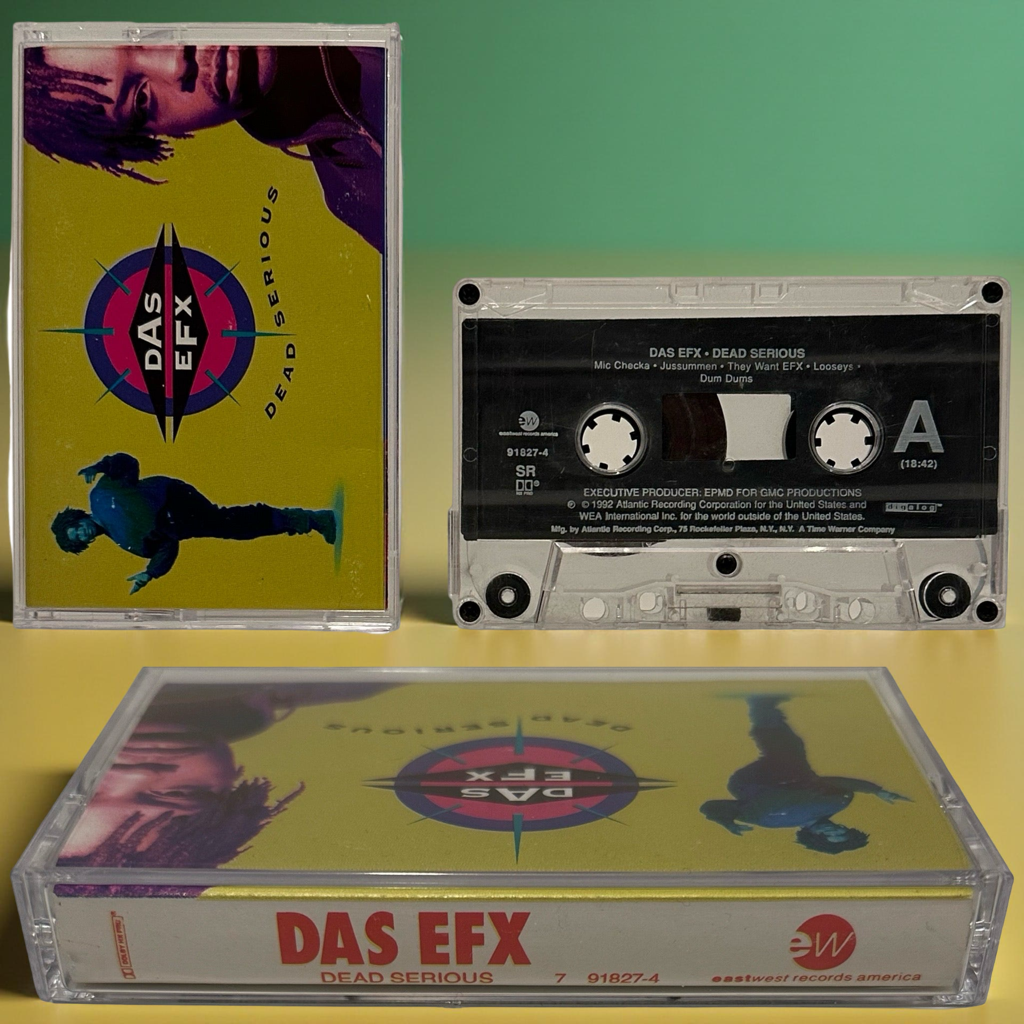 DAS
EFX
DEAD SERIOUS
DAS EFX • DEAD SERIOUS
Mic Checka • Jussummen • They Want EFX • Looseys •
Dum Dums
ew
eastwest records america
91827-4
SR
A
(18:42)
EXECUTIVE PRODUCER: EPMD FOR GMC PRODUCTIONS
℗ © 1992 Atlantic Recording Corporation for the United States and
WEA International Inc. for the world outside of the United States.
digalog
Mfg. by Atlantic Recording Corp., 75 Rockefeller Plaza, N.Y., N.Y. A Time Warner Company
DEAD SERIOUS
DAS
EFX
DAS EFX
DEAD SERIOUS 7 91827-4
ew
eastwest records america